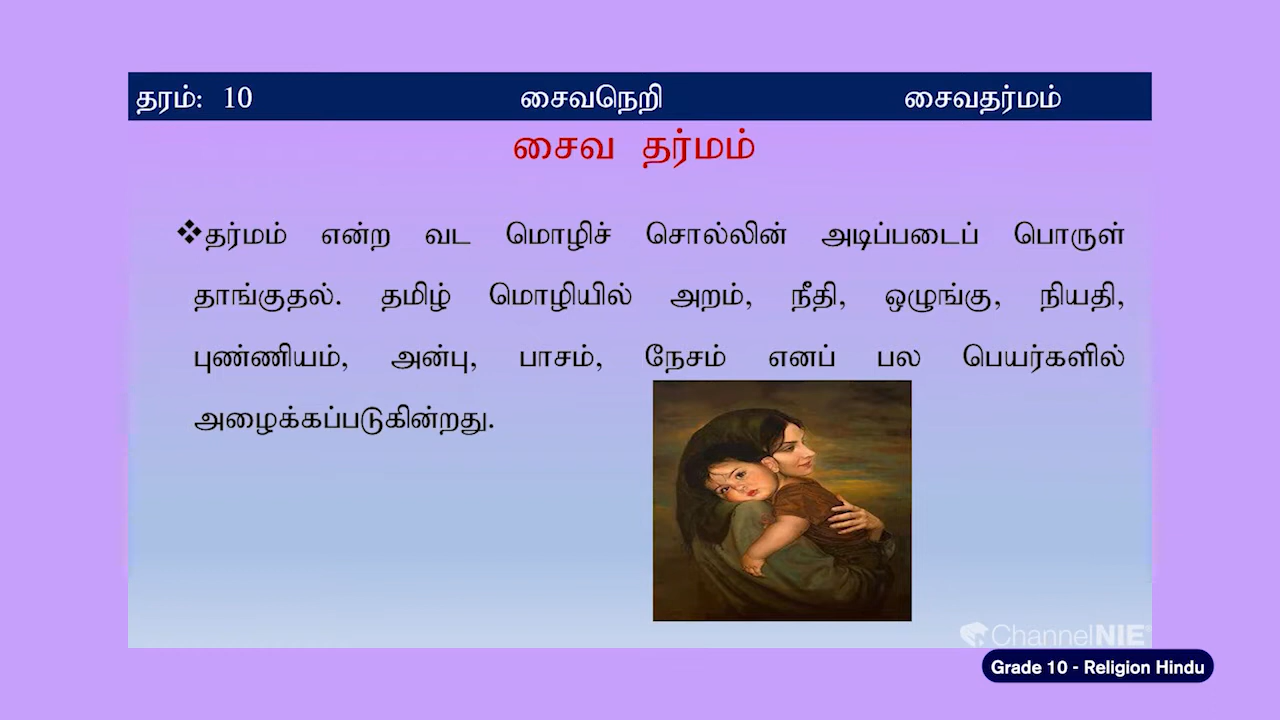 தரம்: 10 சைவநெறி சைவதர்மம்
சைவ தர்மம்
❖தர்மம் என்ற வட மொழிச் சொல்லின் அடிப்படைப் பொருள்
தாங்குதல். தமிழ் மொழியில் அறம், நீதி, ஒழுங்கு, நியதி,
புண்ணியம், அன்பு, பாசம், நேசம் எனப் பல பெயர்களில்
அழைக்கப்படுகின்றது.
ChannelNIE
Grade 10 - Religion Hindu